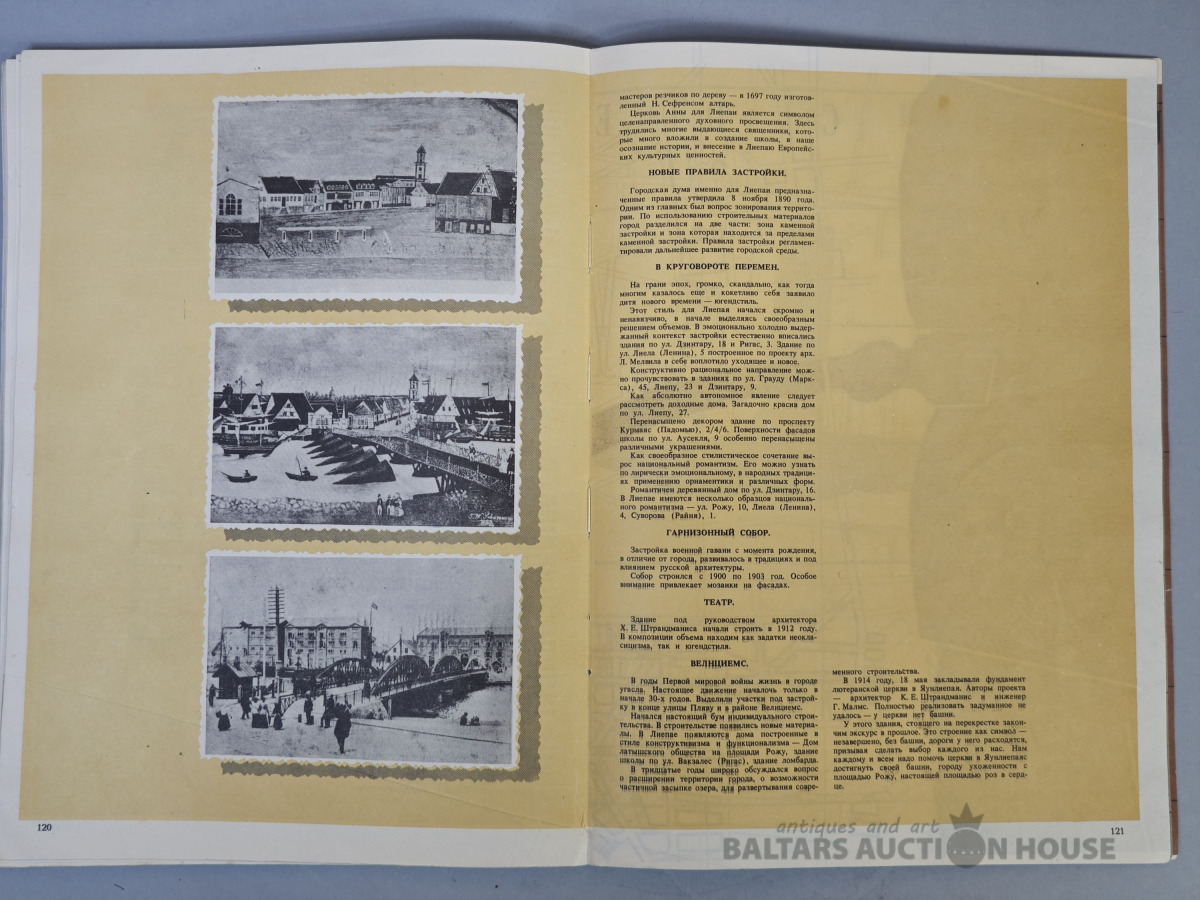 мастеров резчиков по дереву — в 1697 году изготов-
ленный Н. Сефренсом алтарь.
Церковь Анны для Лиепаи является символом
целенаправленного духовного просвещения. Здесь
трудились многие выдающиеся священники, кото-
рые много вложили в создание школы, в наше
осознание истории, и внесение в Лиепаю Европейс-
ких культурных ценностей.
НОВЫЕ ПРАВИЛА ЗАСТРОЙКИ.
Городская дума именно для Лиепаи предназна-
ченные правила утвердила 8 ноября 1890 года.
Одним из главных был вопрос зонирования террито-
рии. По использованию строительных материалов
город разделился на две части: зона каменной
застройки и зона которая находится за пределами
каменной застройки. Правила застройки регламен-
тировали дальнейшее развитие городской среды.
В КРУГОВОРОТЕ ПЕРЕМЕН.
На грани эпох, громко, скандально, как тогда
многим казалось еще и кокетливо себя заявило
дитя нового времени — югендстиль.
Этот стиль для Лиепая начался скромно и
ненавязчиво, в начале выделяясь своеобразным
решением объемов. В эмоционально холодно выдер-
жанный контекст застройки естественно вписались
здания по ул. Дзинтару, 18 и Ригас, 3. Здание по
ул. Лиела (Ленина), 5 построенное по проекту арх.
Л. Мелвила в себе воплотило уходящее и новое.
Конструктивно рациональное направление мож-
но прочувствовать в зданиях по ул. Грауду (Марк-
са), 45, Лиепу, 23 и Дзинтару, 9.
Как абсолютно автономное явление следует
рассмотреть доходные дома. Загадочно красив дом
по ул. Лиепу, 27.
Перенасыщено декором здание по проспекту
Курмаяс (Падомью), 2/4/6. Поверхности фасадов
школы по ул. Аусекля, 9 особенно перенасыщены
различными украшениями.
Как своеобразное стилистическое сочетание вы-
рос национальный романтизм. Его можно узнать
по лирически эмоциональному, в народных традици-
ях применению орнаментики и различных форм.
Романтичен деревянный дом по ул. Дзинтару, 16.
В Лиепае имеются несколько образцов националь-
ного романтизма — ул. Рожу, 10, Лиела (Ленина),
4, Суворова (Райня), 1.
ГАРНИЗОННЫЙ СОБОР.
Застройка военной гавани с момента рождения,
в отличие от города, развивалось в традициях и под
влиянием русской архитектуры.
Собор строился с 1900 по 1903 год. Особое
внимание привлекает мозаики на фасадах.
ТЕАТР.
Здание под руководством архитектора
Х. Е. Штрандманиса начали строить в 1912 году.
В композиции объема находим как задатки неокла-
сицизма, так и югендстиля.
ВЕЛНЦИЕМС.
В годы Первой мировой войны жизнь в городе
угасла. Настоящее движение началочь только в
начале 30-х годов. Выделили участки под застрой-
ку в конце улицы Пляву и в районе Велнциемс.
Начался настоящий бум индивидуального строи-
тельства. В строительстве появились новые материа-
лы. В Лиепае появляются дома построенные в
стиле конструктивизма и функционализма — Дом
латышского общества на площади Рожу, здание
школы по ул. Вакзалес (Ригас), здание ломбарда.
В тридцатые годы широко обсуждался вопрос
о расширении территории города, о возможности
частичной засыпке озера, для развертывания совре-
менного строительства.
В 1914 году, 18 мая закладывали фундамент
лютеранской церкви в Яунлиепая. Авторы проекта
— архитектор К. Е. Штрандманис и инженер
Г. Малмс. Полностью реализовать задуманное не
удалось — у церкви нет башни.
У этого здания, стоящего на перекрестке закон-
чим экскурс в прошлое. Это строение как символ —
незавершено, без башни, дороги у него расходятся,
призывая сделать выбор каждого из нас. Нам
каждому и всем надо помочь церкви в Яунлиепаяс
достигнуть своей башни, городу ухоженности с
площадью Рожу, настоящей площадью роз в серд-
це.
120
121
antiques and art
BALTARS AUCTION HOUSE